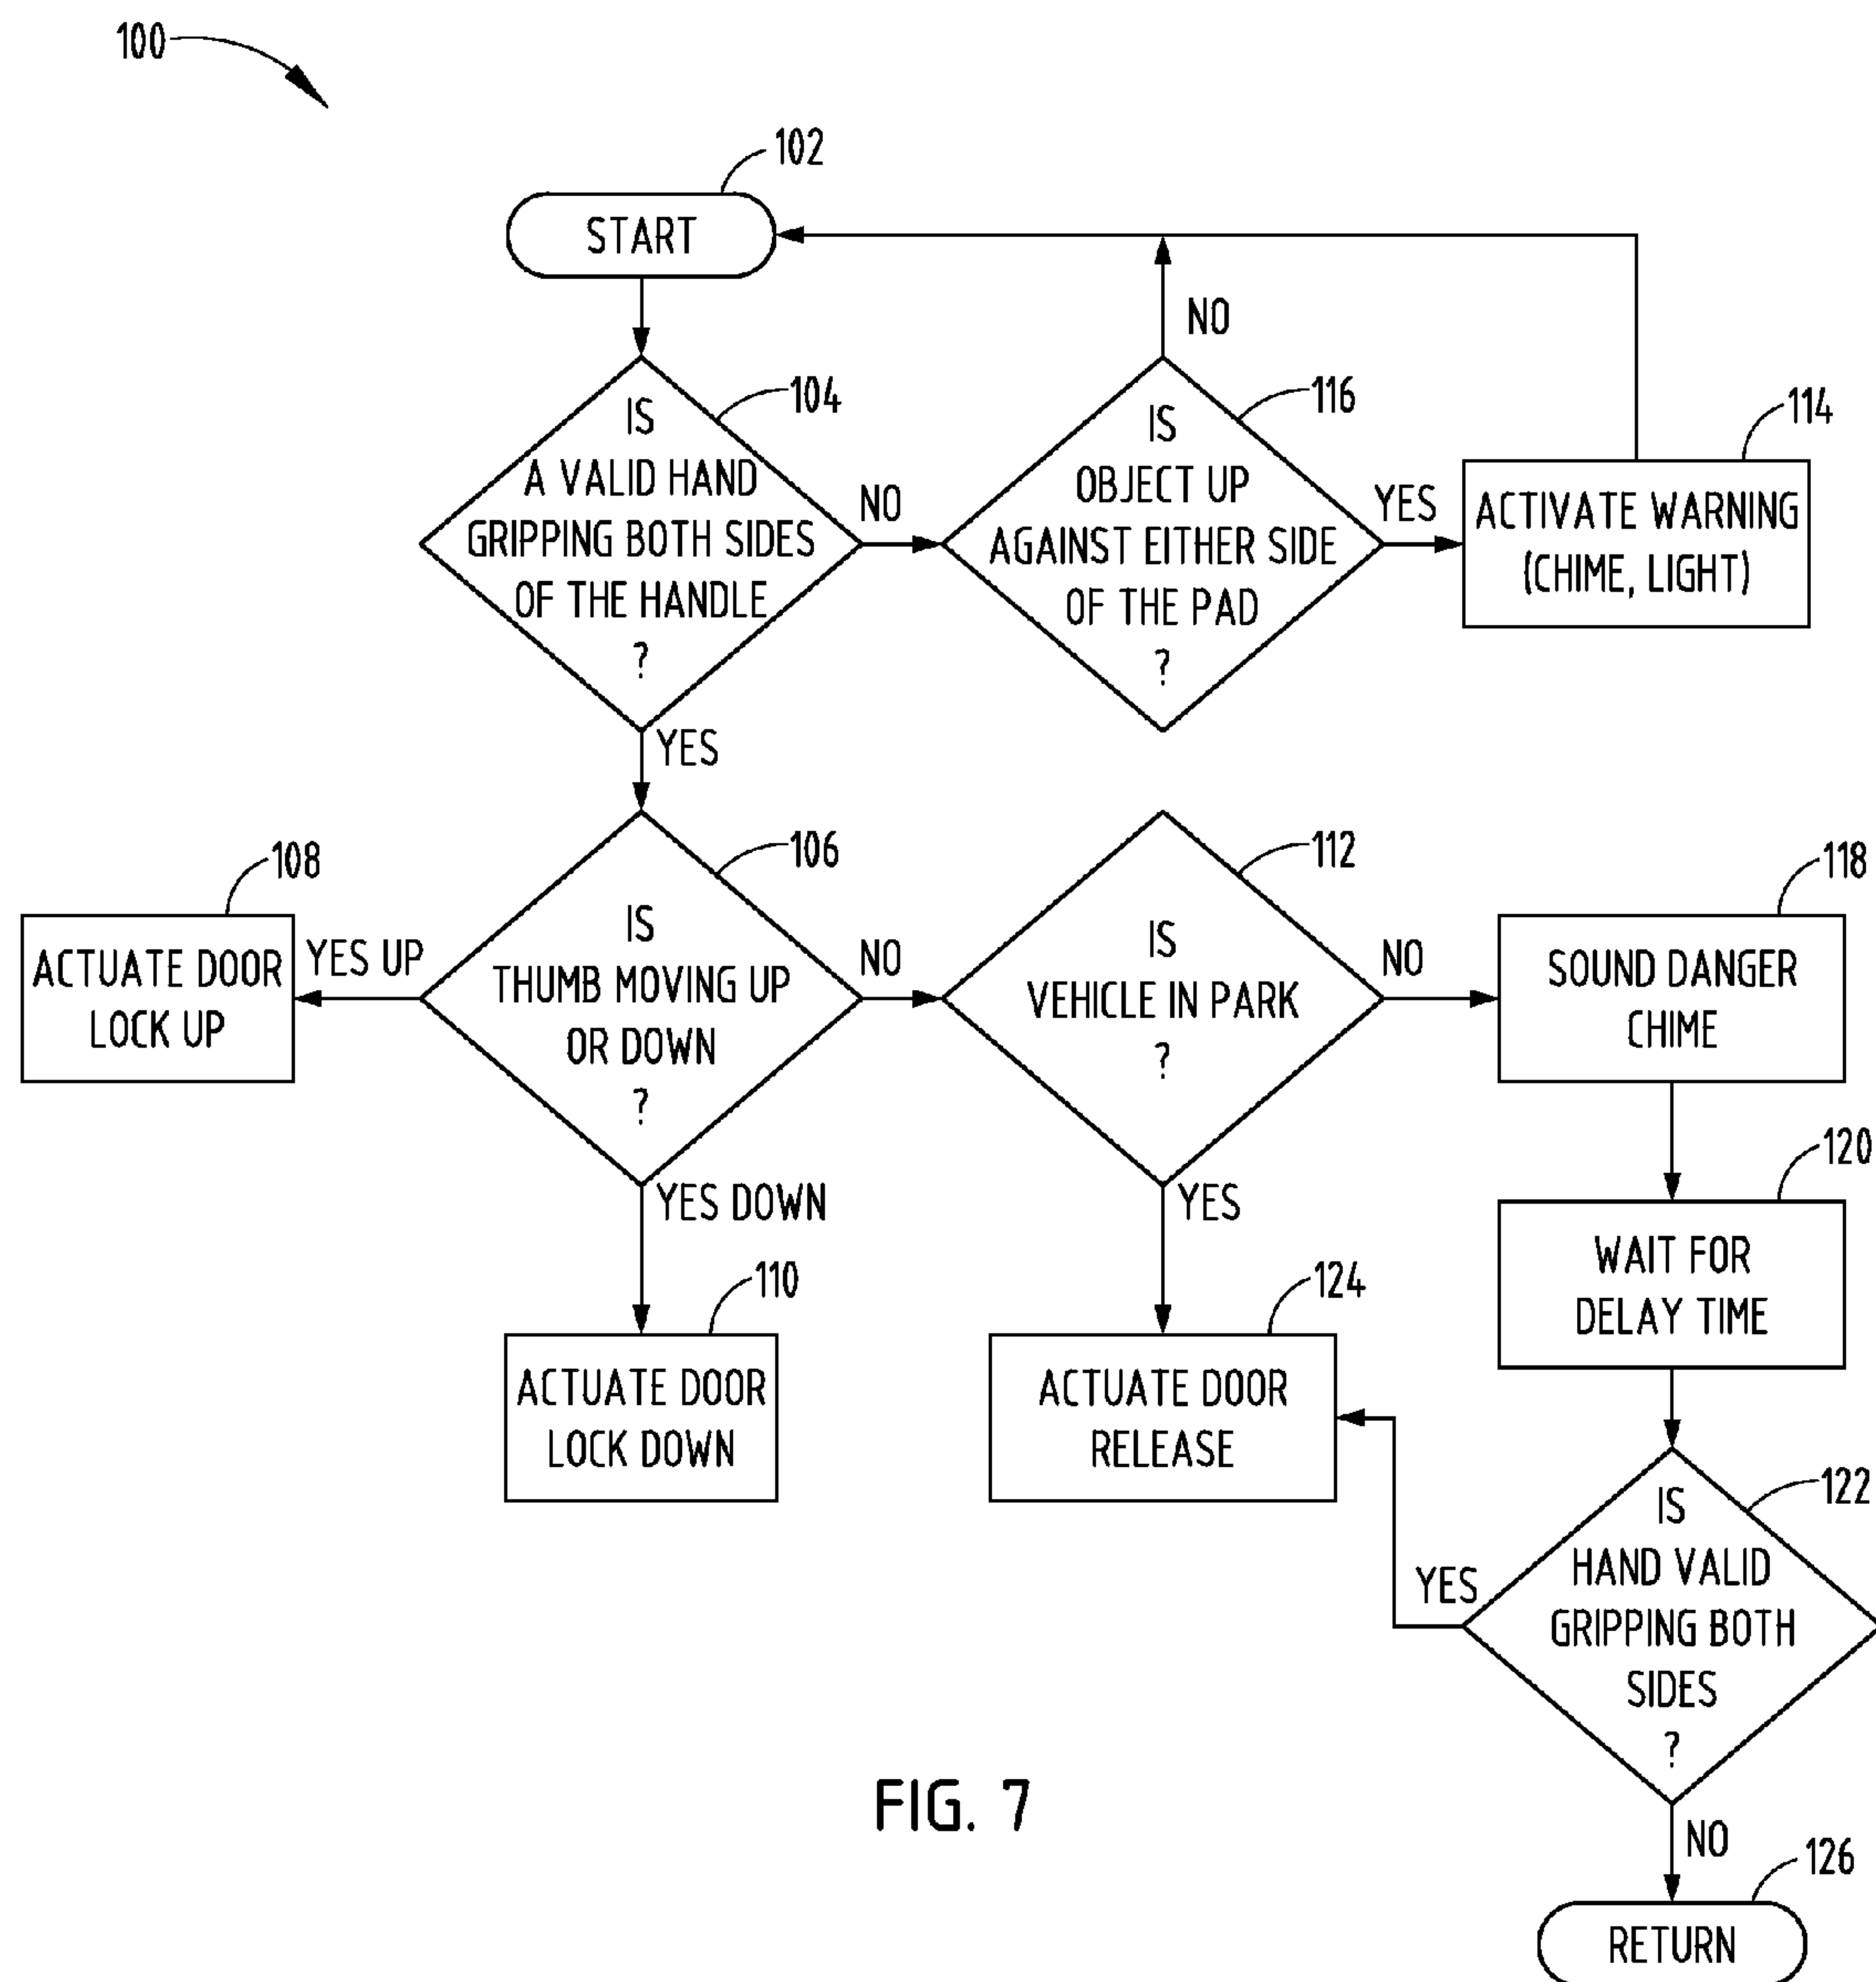 100
102
START
104
IS
A VALID HAND
GRIPPING BOTH SIDES
OF THE HANDLE
?
NO
116
IS
OBJECT UP
AGAINST EITHER SIDE
OF THE PAD
?
NO
YES
114
ACTIVATE WARNING
(CHIME, LIGHT)
YES
106
IS
THUMB MOVING UP
OR DOWN
?
YES UP
108
ACTUATE DOOR
LOCK UP
YES DOWN
110
ACTUATE DOOR
LOCK DOWN
NO
112
IS
VEHICLE IN PARK
?
YES
124
ACTUATE DOOR
RELEASE
NO
118
SOUND DANGER
CHIME
120
WAIT FOR
DELAY TIME
122
IS
HAND VALID
GRIPPING BOTH
SIDES
?
YES
NO
126
RETURN
FIG. 7